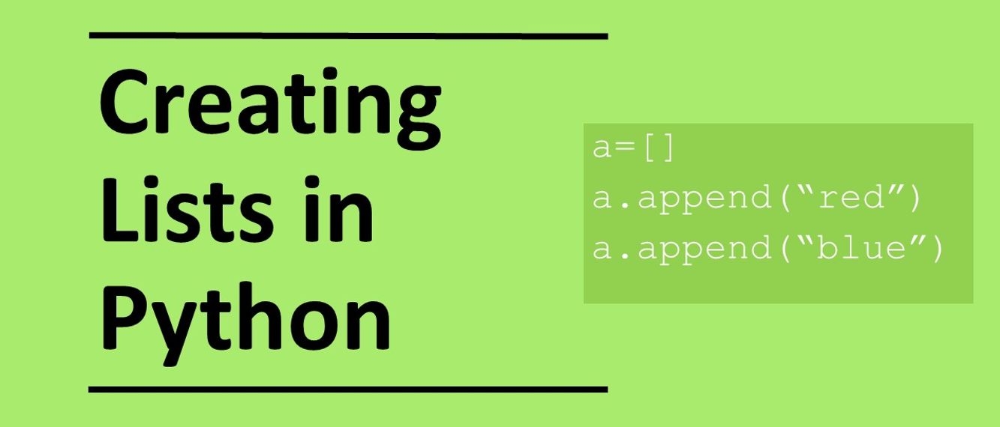 Creating
Lists in
Python
a=[]
a.append(“red”)
a.append(“blue”)